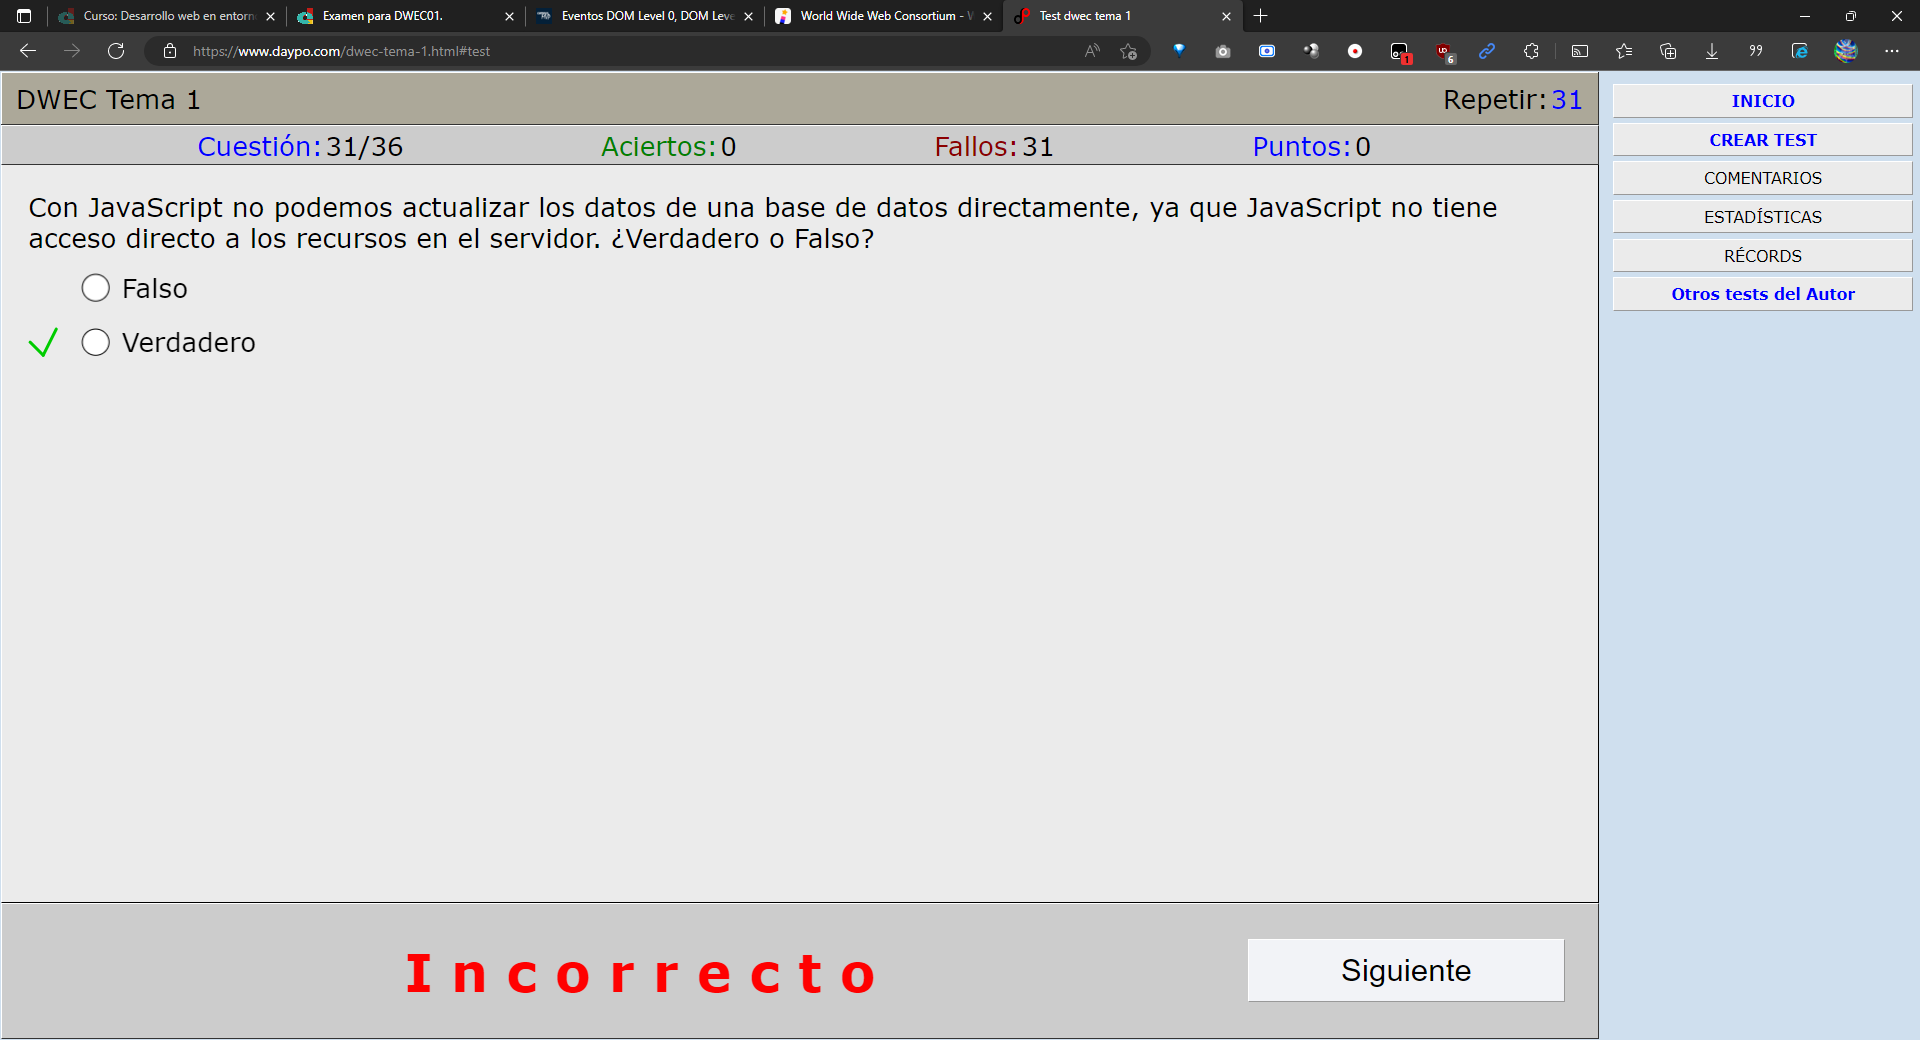 Curso: Desarrollo web en entorn
Examen para DWEC01.
Eventos DOM Level 0, DOM Leve
World Wide Web Consortium - W
Test dwec tema 1
https://www.daypo.com/dwec-tema-1.html#test
1
6
DWEC Tema 1
Repetir: 31
Cuestión: 31/36
Aciertos: 0
Fallos: 31
Puntos: 0
Con JavaScript no podemos actualizar los datos de una base de datos directamente, ya que JavaScript no tiene
acceso directo a los recursos en el servidor. ¿Verdadero o Falso?
Falso
Verdadero
Incorrecto
Siguiente
INICIO
CREAR TEST
COMENTARIOS
ESTADÍSTICAS
RÉCORDS
Otros tests del Autor